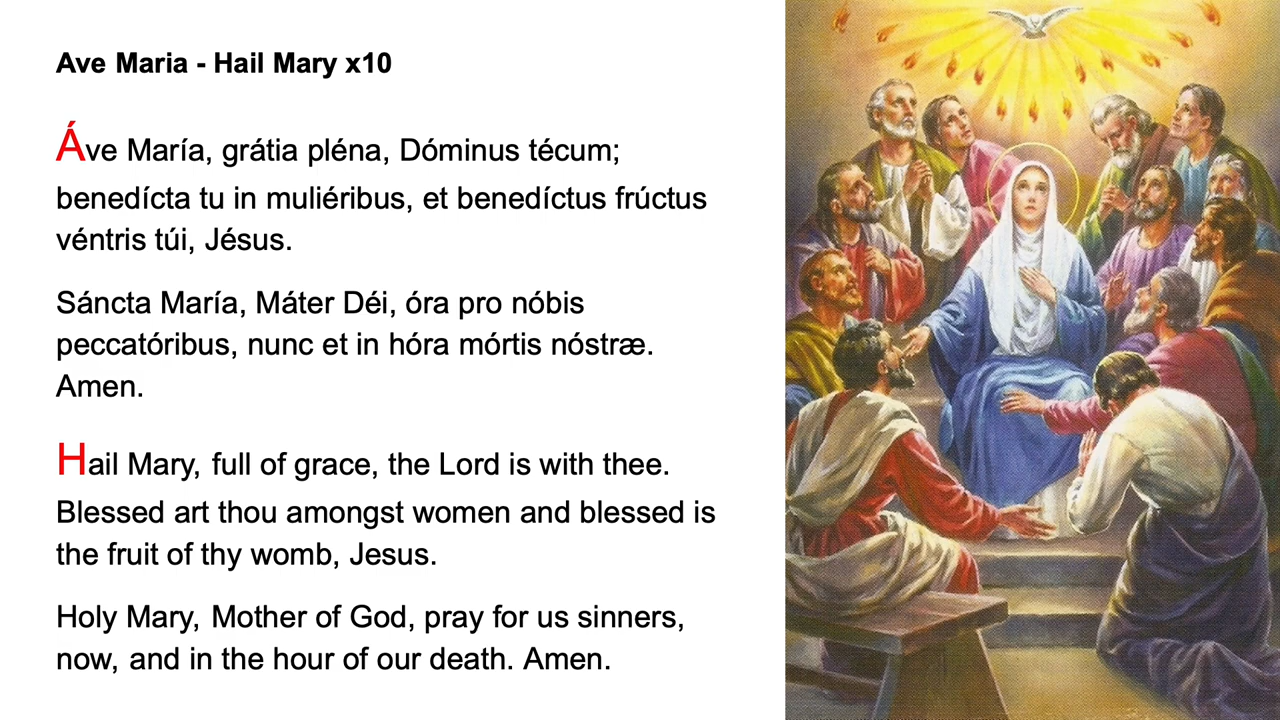 Ave Maria - Hail Mary x10
Áve María, grátia pléna, Dóminus técum;
benedícta tu in muliéribus, et benedíctus frúctus
véntris túi, Jésus.
Sáncta María, Máter Déi, óra pro nóbis
peccatóribus, nunc et in hóra mórtis nóstræ.
Amen.
Hail Mary, full of grace, the Lord is with thee.
Blessed art thou amongst women and blessed is
the fruit of thy womb, Jesus.
Holy Mary, Mother of God, pray for us sinners,
now, and in the hour of our death. Amen.